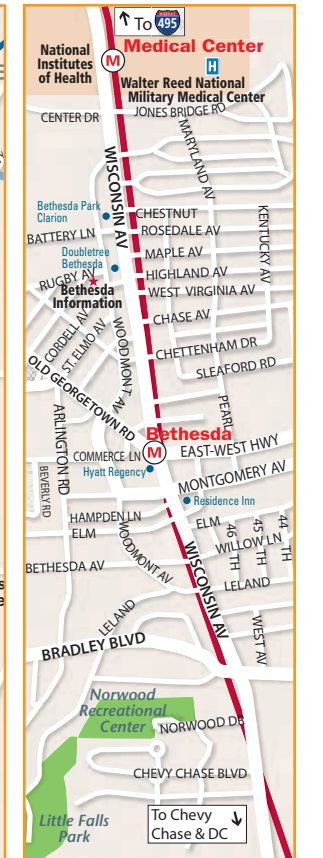 To INTERSTATE 495
National
Institutes
of Health
M
Medical Center
H
Walter Reed National
Military Medical Center
CENTER DR
JONES BRIDGE RD
MARYLAND AV
WISCONSIN AV
Bethesda Park
Clarion
CHESTNUT
KENTUCKY AV
BATTERY LN
ROSEDALE AV
MAPLE AV
Doubletree
Bethesda
HIGHLAND AV
RUGBY AV
Bethesda
Information
WEST VIRGINIA AV
CORDELL AV
ST. ELMO AV
WOODMONT AV
CHASE AV
CHETTENHAM DR
SLEAFORD RD
OLD GEORGETOWN RD
PEARL
ARLINGTON RD
Bethesda
M
COMMERCE LN
EAST-WEST HWY
Hyatt Regency
BEVERLY RD
MONTGOMERY AV
Residence Inn
HAMPDEN LN
ELM
ELM
46 TH
45 TH
44 TH
WOODMONT AV
WILLOW LN
WISCONSIN AV
BETHESDA AV
LELAND
s
e
LELAND
WEST AV
BRADLEY BLVD
Norwood
Recreational
Center
NORWOOD DR
CHEVY CHASE BLVD
Little Falls
Park
To Chevy
Chase & DC